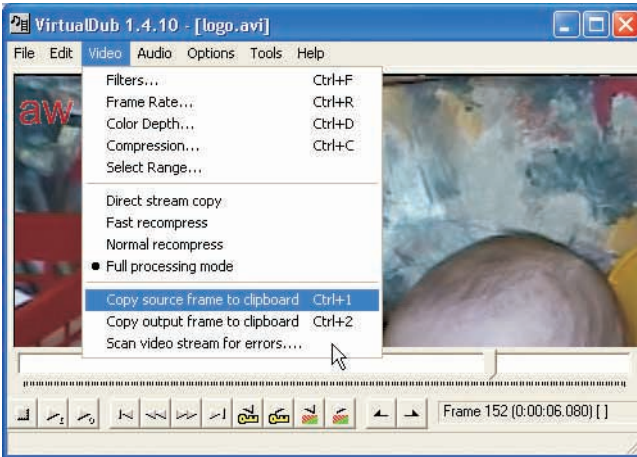 VirtualDub 1.4.10 - [logo.avi]
File Edit Video Audio Options Tools Help
Filters... Ctrl+F
Frame Rate... Ctrl+R
Color Depth... Ctrl+D
Compression... Ctrl+C
Select Range...
Direct stream copy
Fast recompress
Normal recompress
Full processing mode
Copy source frame to clipboard Ctrl+1
Copy output frame to clipboard Ctrl+2
Scan video stream for errors....
aw
Frame 152 (0:00:06.080) [ ]